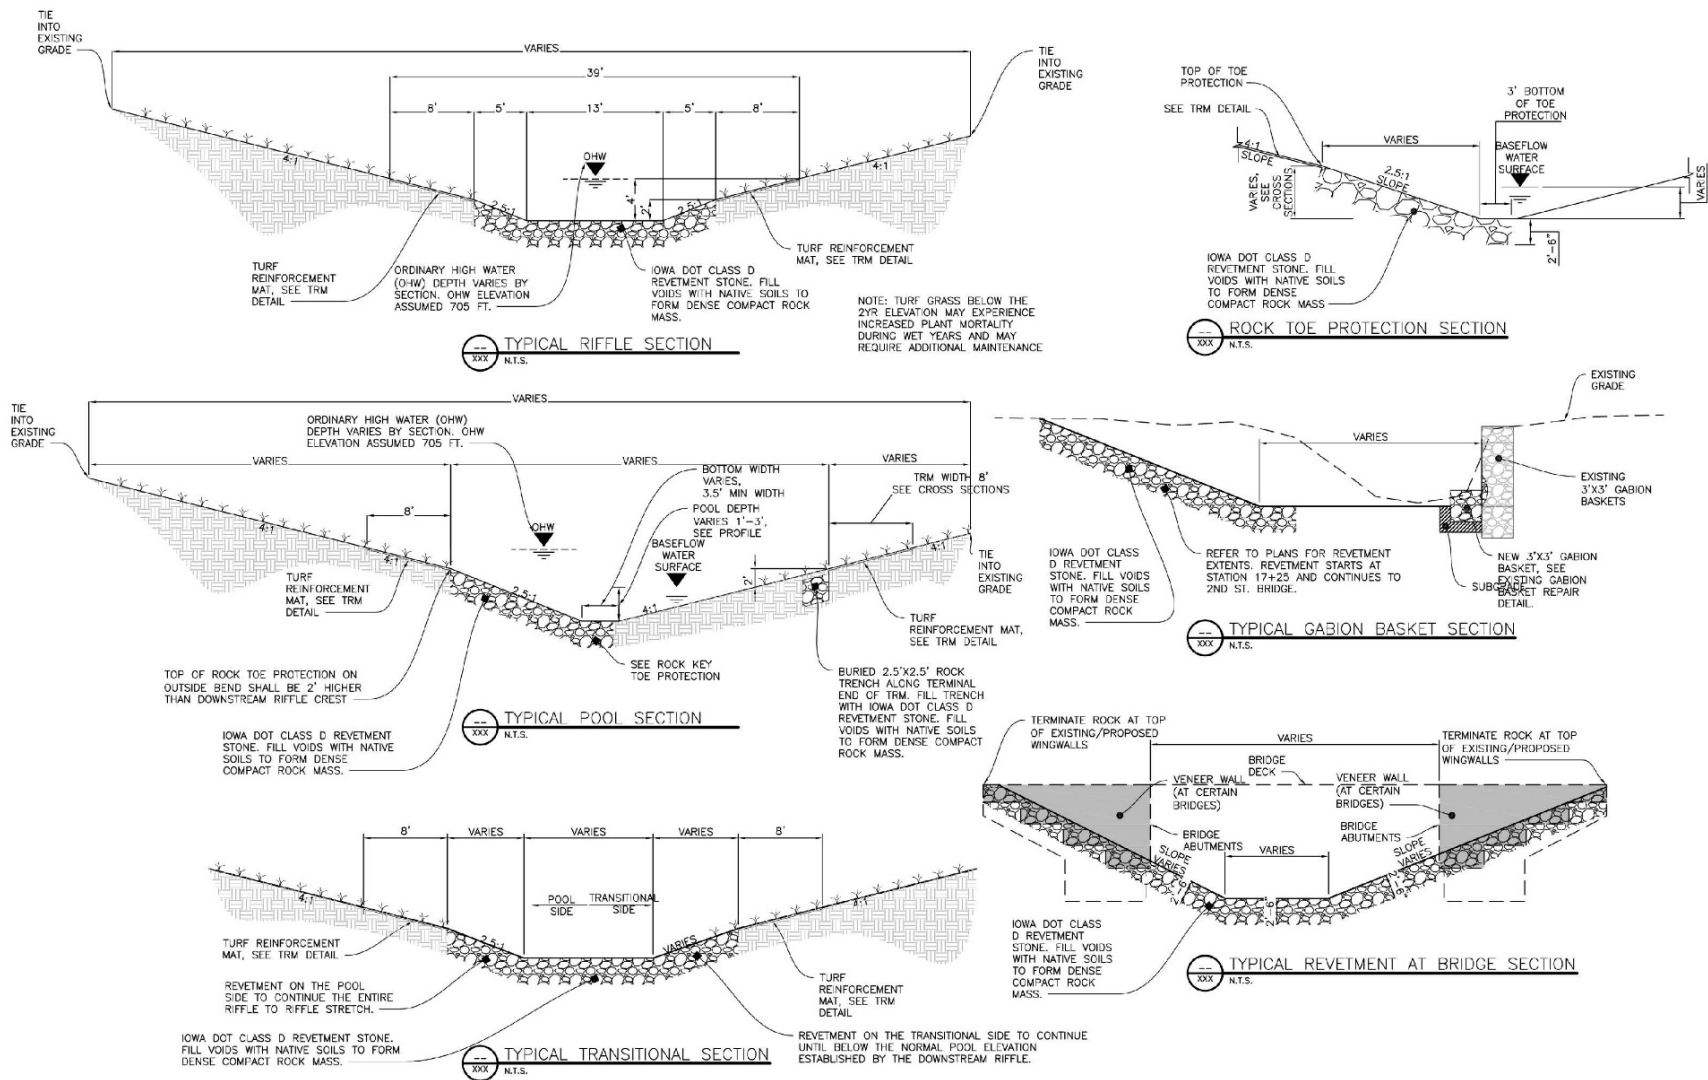 TIE
INTO
EXISTING
GRADE
VARIES
39'
8'
5'
13'
5'
8'
TIE
INTO
EXISTING
GRADE
OHW
4:1
4:1
2.5:1
2.5:1
4'
2'
TURF
REINFORCEMENT
MAT, SEE TRM
DETAIL
ORDINARY HIGH WATER
(OHW) DEPTH VARIES BY
SECTION. OHW ELEVATION
ASSUMED 705 FT.
IOWA DOT CLASS D
REVETMENT STONE. FILL
VOIDS WITH NATIVE SOILS TO
FORM DENSE COMPACT ROCK
MASS.
TURF REINFORCEMENT
MAT, SEE TRM DETAIL
NOTE: TURF GRASS BELOW THE
2YR ELEVATION MAY EXPERIENCE
INCREASED PLANT MORTALITY
DURING WET YEARS AND MAY
REQUIRE ADDITIONAL MAINTENANCE
--
XXX
TYPICAL RIFFLE SECTION
N.T.S.
TOP OF TOE
PROTECTION
SEE TRM DETAIL
3' BOTTOM
OF TOE
PROTECTION
VARIES
BASEFLOW
WATER
SURFACE
4:1
SLOPE
2.5:1
SLOPE
VARIES,
SEE
CROSS
SECTIONS
VARIES
2'-6"
IOWA DOT CLASS D
REVETMENT STONE. FILL
VOIDS WITH NATIVE SOILS
TO FORM DENSE
COMPACT ROCK MASS
--
XXX
ROCK TOE PROTECTION SECTION
N.T.S.
TIE
INTO
EXISTING
GRADE
VARIES
ORDINARY HIGH WATER (OHW)
DEPTH VARIES BY SECTION. OHW
ELEVATION ASSUMED 705 FT.
VARIES
VARIES
VARIES
BOTTOM WIDTH
VARIES,
3.5' MIN WIDTH
TRM WIDTH 8'
SEE CROSS SECTIONS
POOL DEPTH
VARIES 1'-3',
SEE PROFILE
8'
OHW
BASEFLOW
WATER
SURFACE
4:1
4:1
2.5:1
4:1
4:1
2'
TIE
INTO
EXISTING
GRADE
TURF
REINFORCEMENT
MAT, SEE TRM
DETAIL
TURF
REINFORCEMENT MAT,
SEE TRM DETAIL
TOP OF ROCK TOE PROTECTION ON
OUTSIDE BEND SHALL BE 2' HIGHER
THAN DOWNSTREAM RIFFLE CREST
SEE ROCK KEY
TOE PROTECTION
BURIED 2.5'X2.5' ROCK
TRENCH ALONG TERMINAL
END OF TRM. FILL TRENCH
WITH IOWA DOT CLASS D
REVETMENT STONE. FILL
VOIDS WITH NATIVE SOILS
TO FORM DENSE COMPACT
ROCK MASS.
IOWA DOT CLASS D REVETMENT
STONE. FILL VOIDS WITH NATIVE
SOILS TO FORM DENSE
COMPACT ROCK MASS.
--
XXX
TYPICAL POOL SECTION
N.T.S.
EXISTING
GRADE
VARIES
EXISTING
3'X3' GABION
BASKETS
IOWA DOT CLASS
D REVETMENT
STONE. FILL VOIDS
WITH NATIVE SOILS
TO FORM DENSE
COMPACT ROCK
MASS.
REFER TO PLANS FOR REVETMENT
EXTENTS. REVETMENT STARTS AT
STATION 17+25 AND CONTINUES TO
2ND ST. BRIDGE.
SUBGRADE
NEW 3'X3' GABION
BASKET, SEE
EXISTING GABION
BASKET REPAIR
DETAIL.
--
XXX
TYPICAL GABION BASKET SECTION
N.T.S.
8'
VARIES
VARIES
VARIES
8'
POOL
SIDE
TRANSITIONAL
SIDE
4:1
2.5:1
VARIES
4:1
TURF REINFORCEMENT
MAT, SEE TRM DETAIL
REVETMENT ON THE POOL
SIDE TO CONTINUE THE ENTIRE
RIFFLE TO RIFFLE STRETCH.
IOWA DOT CLASS D REVETMENT STONE.
FILL VOIDS WITH NATIVE SOILS TO FORM
DENSE COMPACT ROCK MASS.
TURF
REINFORCEMENT
MAT, SEE TRM
DETAIL
REVETMENT ON THE TRANSITIONAL SIDE TO CONTINUE
UNTIL BELOW THE NORMAL POOL ELEVATION
ESTABLISHED BY THE DOWNSTREAM RIFFLE.
--
XXX
TYPICAL TRANSITIONAL SECTION
N.T.S.
TERMINATE ROCK AT TOP
OF EXISTING/PROPOSED
WINGWALLS
VARIES
TERMINATE ROCK AT TOP
OF EXISTING/PROPOSED
WINGWALLS
BRIDGE
DECK
VENEER WALL
(AT CERTAIN
BRIDGES)
VENEER WALL
(AT CERTAIN
BRIDGES)
BRIDGE
ABUTMENTS
BRIDGE
ABUTMENTS
VARIES
SLOPE
VARIES
SLOPE
VARIES
2'-6"
2'-6"
2'-6"
IOWA DOT CLASS
D REVETMENT
STONE. FILL VOIDS
WITH NATIVE SOILS
TO FORM DENSE
COMPACT ROCK
MASS.
--
XXX
TYPICAL REVETMENT AT BRIDGE SECTION
N.T.S.